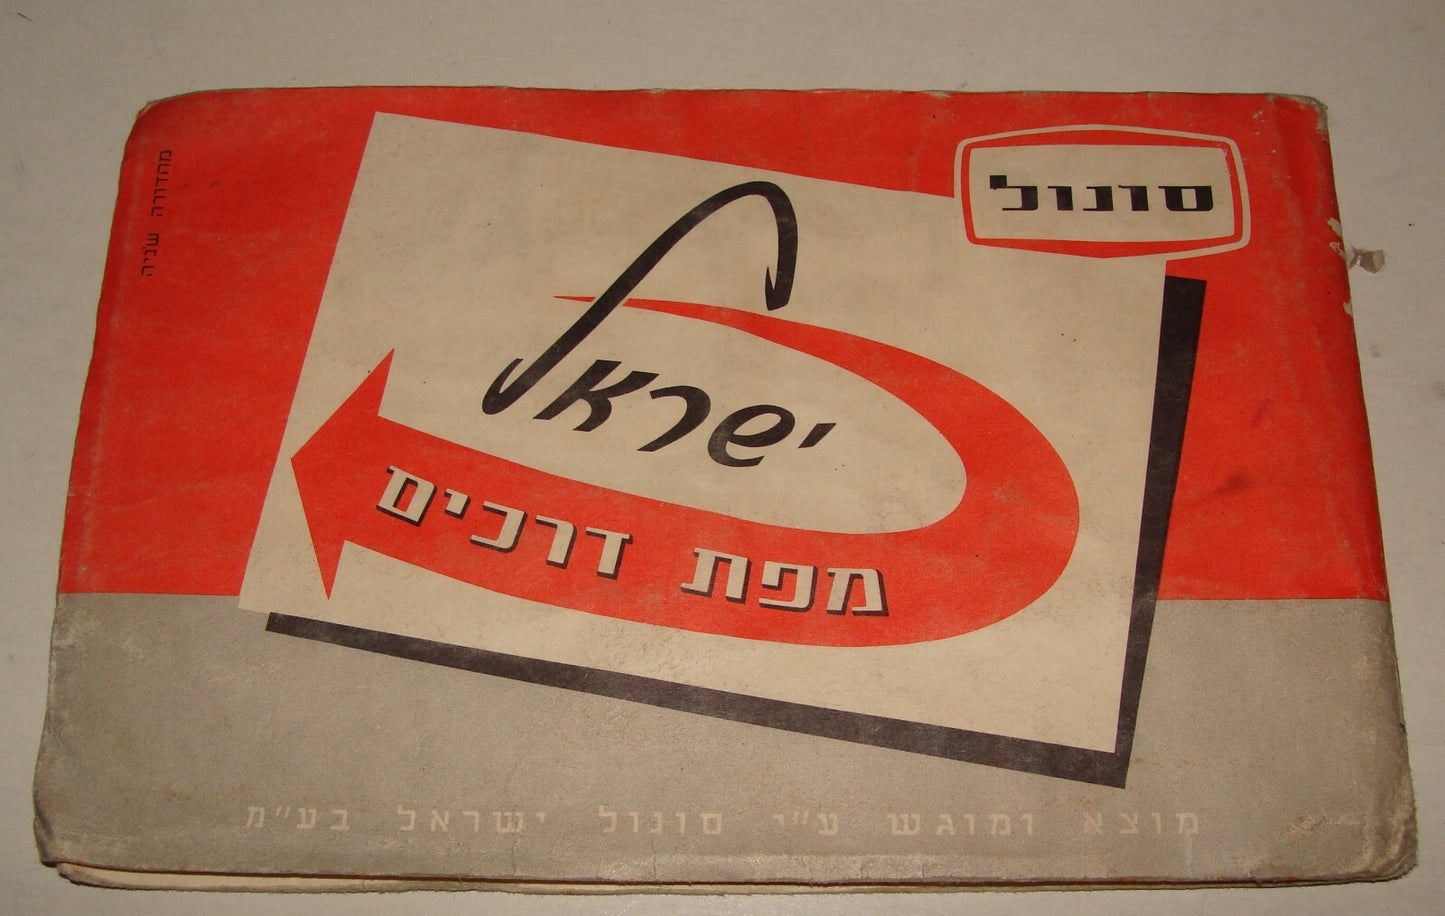 סונול
ישראל
מפת דרכים
מוצא ומוגש ע״י סונול ישראל בע״מ
מהדורה שניה